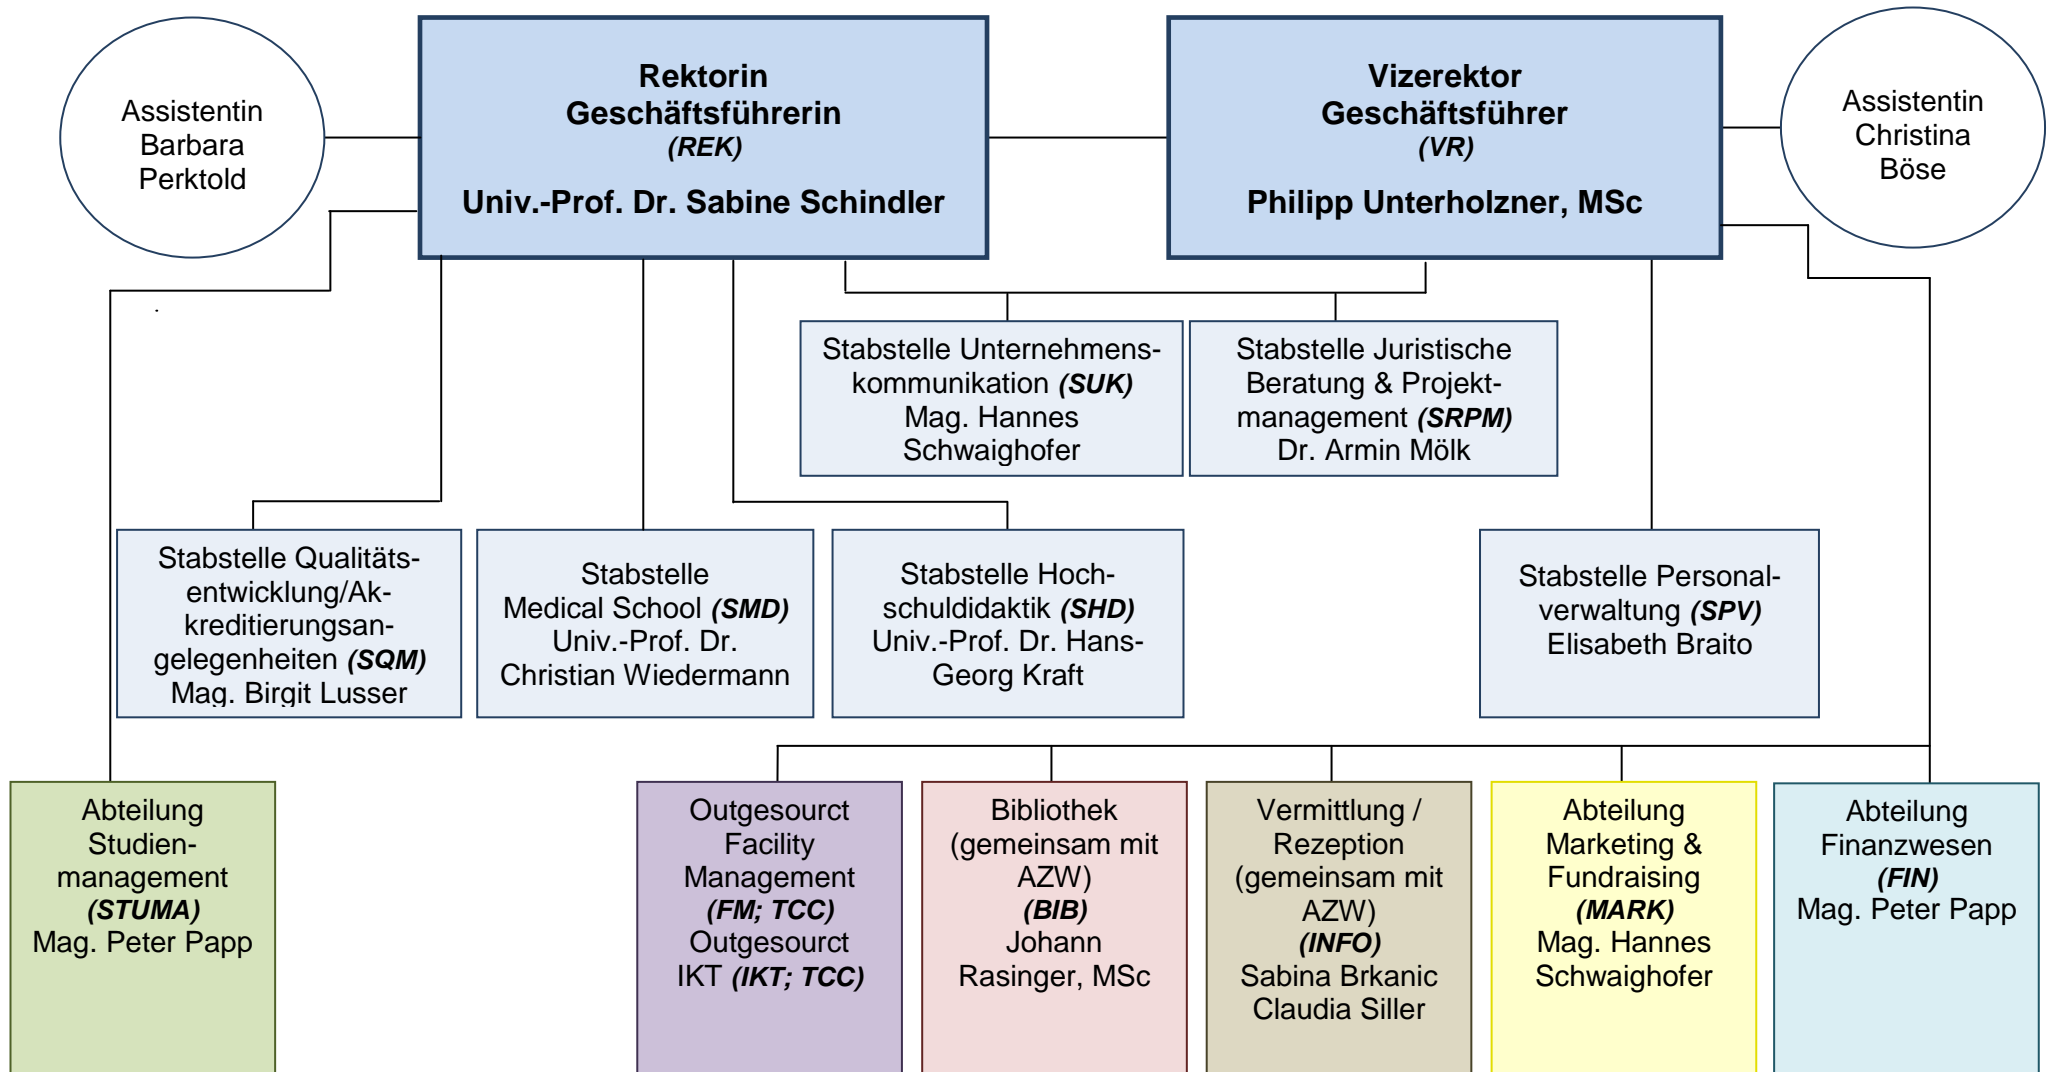 Assistentin
Barbara
Perktold
Rektorin
Geschäftsführerin
(REK)
Univ.-Prof. Dr. Sabine Schindler
Vizerektor
Geschäftsführer
(VR)
Philipp Unterholzner, MSc
Assistentin
Christina
Böse
Stabstelle Unternehmens-
kommunikation (SUK)
Mag. Hannes
Schwaighofer
Stabstelle Juristische
Beratung & Projekt-
management (SRPM)
Dr. Armin Mölk
Stabstelle Qualitäts-
entwicklung/Ak-
kreditierungsan-
gelegenheiten (SQM)
Mag. Birgit Lusser
Stabstelle
Medical School (SMD)
Univ.-Prof. Dr.
Christian Wiedermann
Stabstelle Hoch-
schuldidaktik (SHD)
Univ.-Prof. Dr. Hans-
Georg Kraft
Stabstelle Personal-
verwaltung (SPV)
Elisabeth Braito
Abteilung
Studien-
management
(STUMA)
Mag. Peter Papp
Outgesourct
Facility
Management
(FM; TCC)
Outgesourct
IKT (IKT; TCC)
Bibliothek
(gemeinsam mit
AZW)
(BIB)
Johann
Rasinger, MSc
Vermittlung /
Rezeption
(gemeinsam mit
AZW)
(INFO)
Sabina Brkanic
Claudia Siller
Abteilung
Marketing &
Fundraising
(MARK)
Mag. Hannes
Schwaighofer
Abteilung
Finanzwesen
(FIN)
Mag. Peter Papp